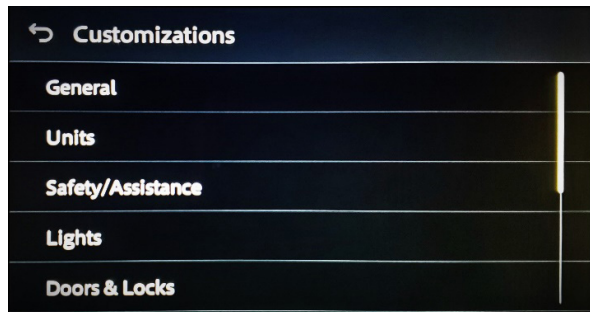 Customizations
General
Units
Safety/Assistance
Lights
Doors & Locks